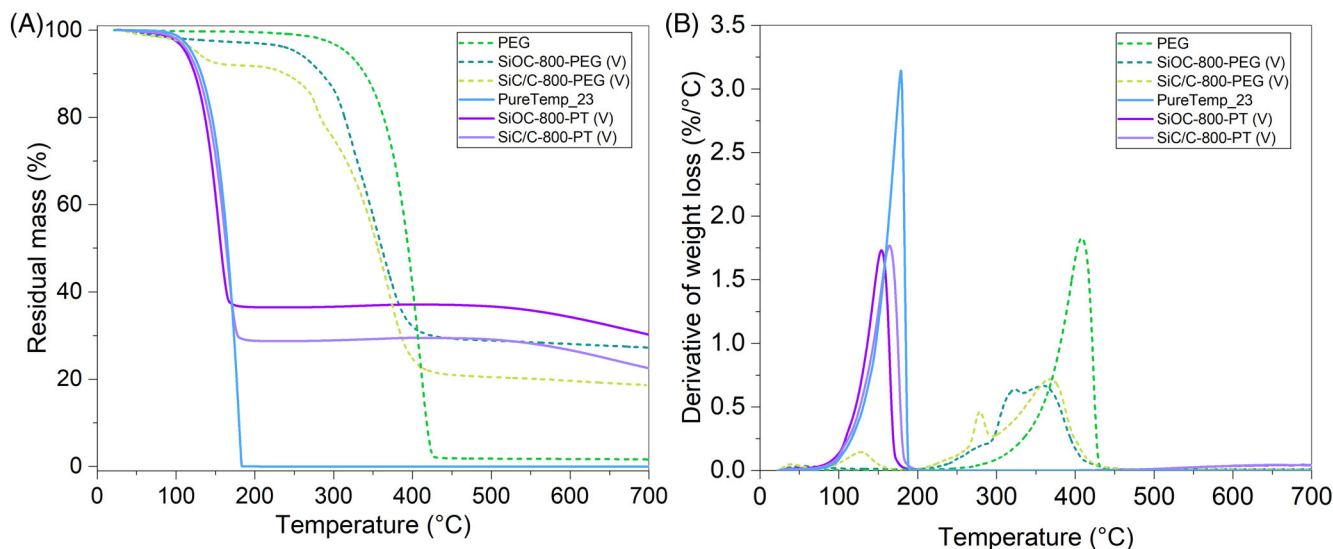 (A)
Residual mass (%)
100
80
60
40
20
0
0 100 200 300 400 500 600 700
Temperature (°C)
PEG
SiOC-800-PEG (V)
SiC/C-800-PEG (V)
PureTemp_23
SiOC-800-PT (V)
SiC/C-800-PT (V)
(B)
Derivative of weight loss (%/°C)
3.5
3.0
2.5
2.0
1.5
1.0
0.5
0.0
0 100 200 300 400 500 600 700
Temperature (°C)
PEG
SiOC-800-PEG (V)
SiC/C-800-PEG (V)
PureTemp_23
SiOC-800-PT (V)
SiC/C-800-PT (V)